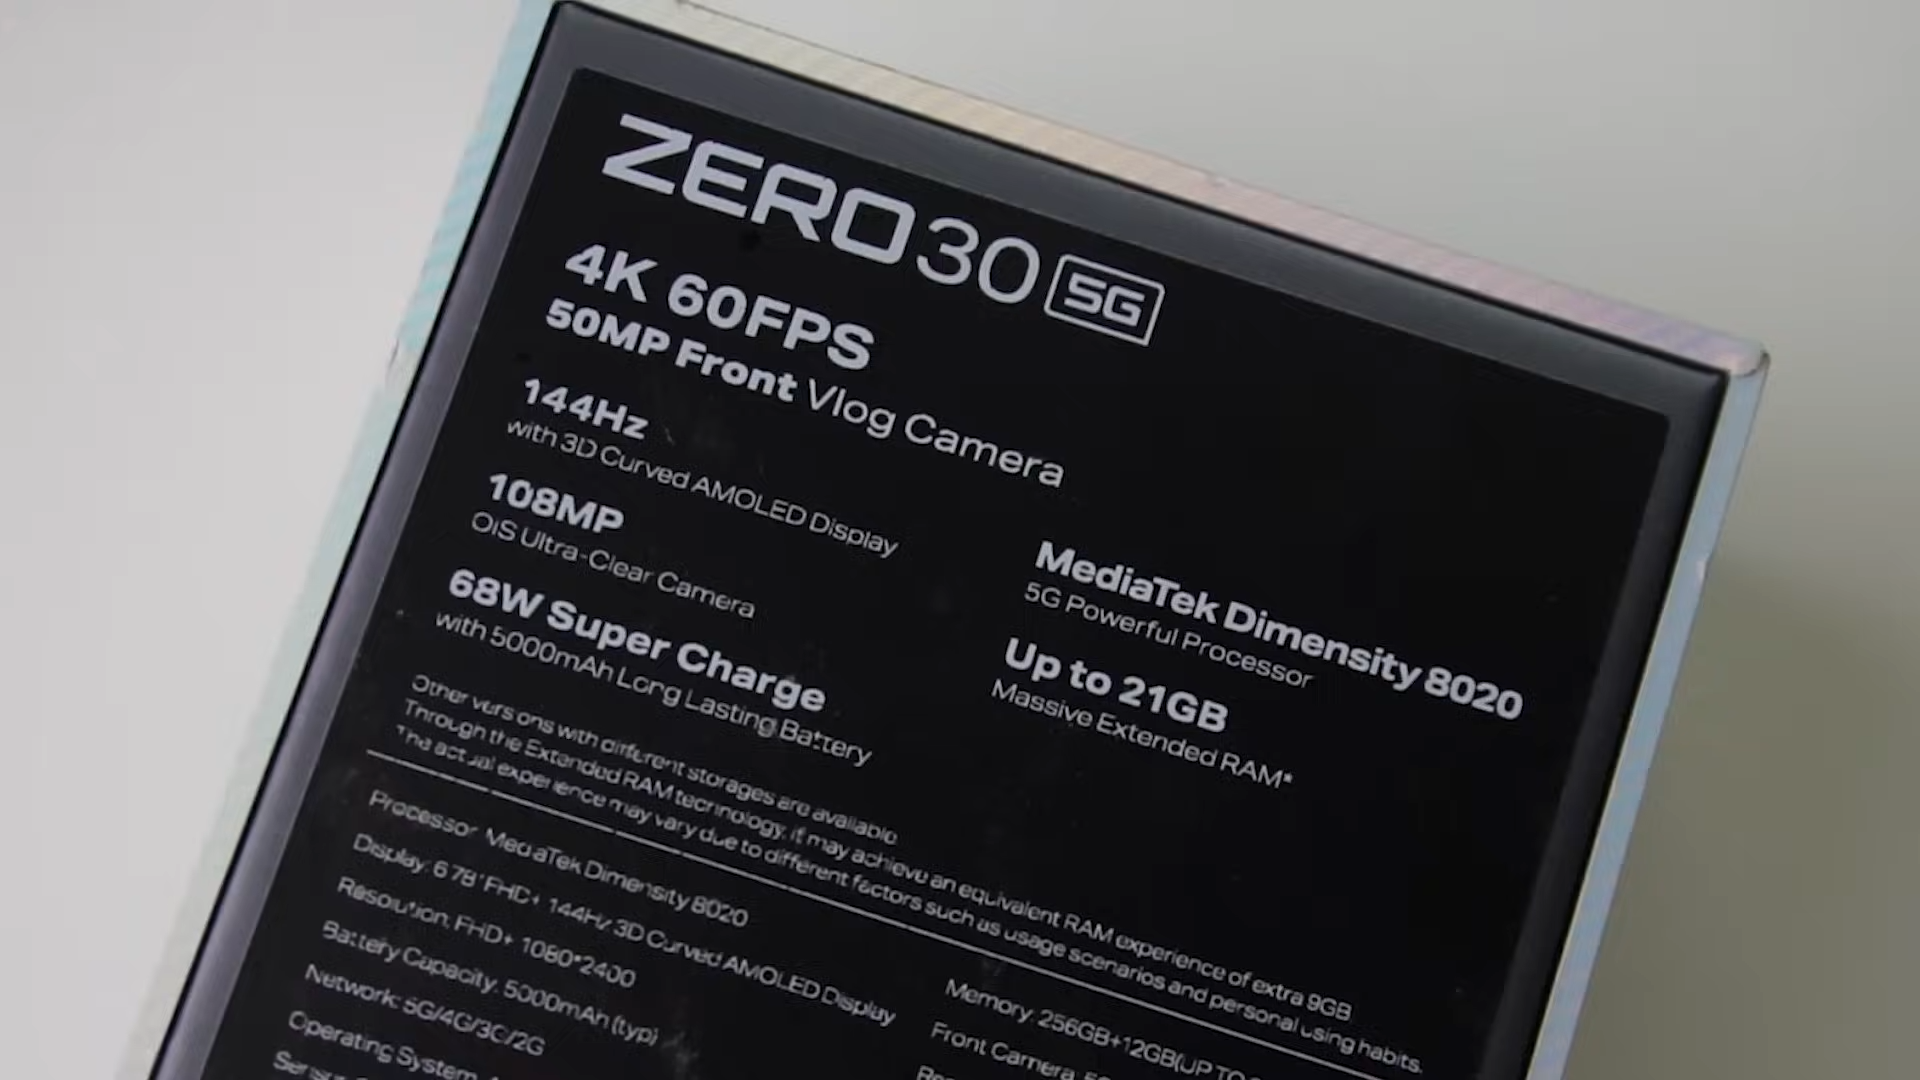 ZERO 30 5G
4K 60FPS
50MP Front Vlog Camera
144Hz
with 3D Curved AMOLED Display
108MP
OIS Ultra-Clear Camera
68W Super Charge
with 5000mAh Long Lasting Battery
MediaTek Dimensity 8020
5G Powerful Processor
Up to 21GB
Massive Extended RAM*
Other versions with different storages are available
Through the Extended RAM technology, it may achieve an equivalent RAM experience of extra 9GB
The actual experience may vary due to different factors such as usage scenarios and personal using habits.
Processor: MediaTek Dimensity 8020
Display: 6.78" FHD+ 144Hz 3D Curved AMOLED Display
Resolution: FHD+ 1080*2400
Battery Capacity: 5000mAh (typ)
Network: 5G/4G/3G/2G
Operating System
Memory: 256GB+12GB(UP TO
Front Camera: